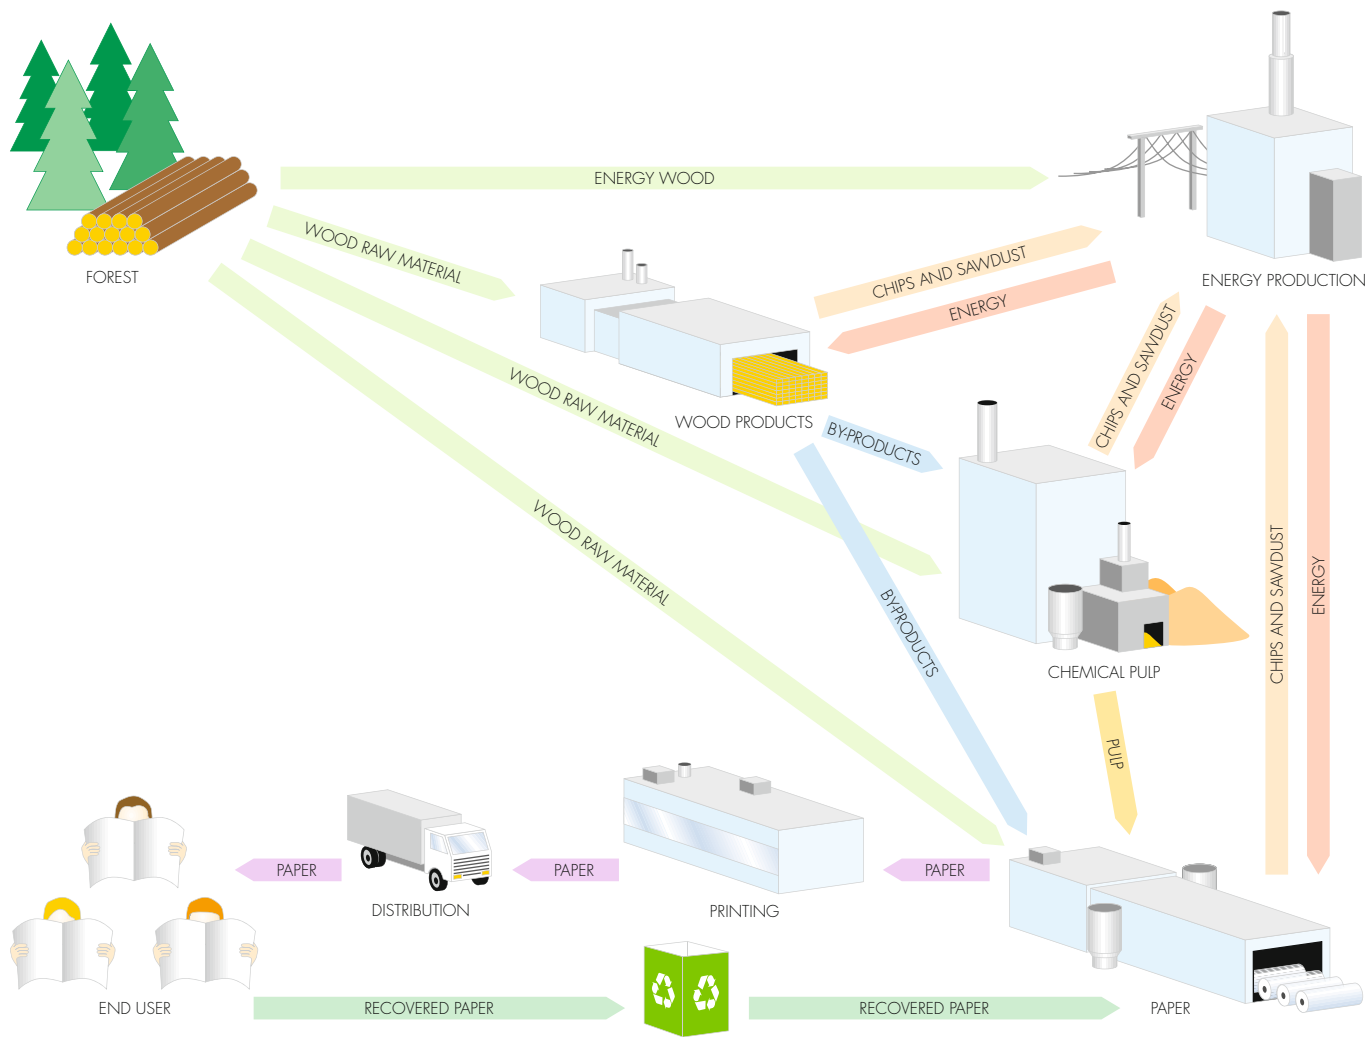 ENERGY WOOD
WOOD RAW MATERIAL
FOREST
CHIPS AND SAWDUST
ENERGY PRODUCTION
ENERGY
CHIPS AND SAWDUST
ENERGY
WOOD RAW MATERIAL
WOOD PRODUCTS
BY-PRODUCTS
WOOD RAW MATERIAL
CHIPS AND SAWDUST
ENERGY
BY-PRODUCTS
CHEMICAL PULP
PULP
PAPER
PAPER
PAPER
DISTRIBUTION
PRINTING
END USER
RECOVERED PAPER
RECOVERED PAPER
PAPER